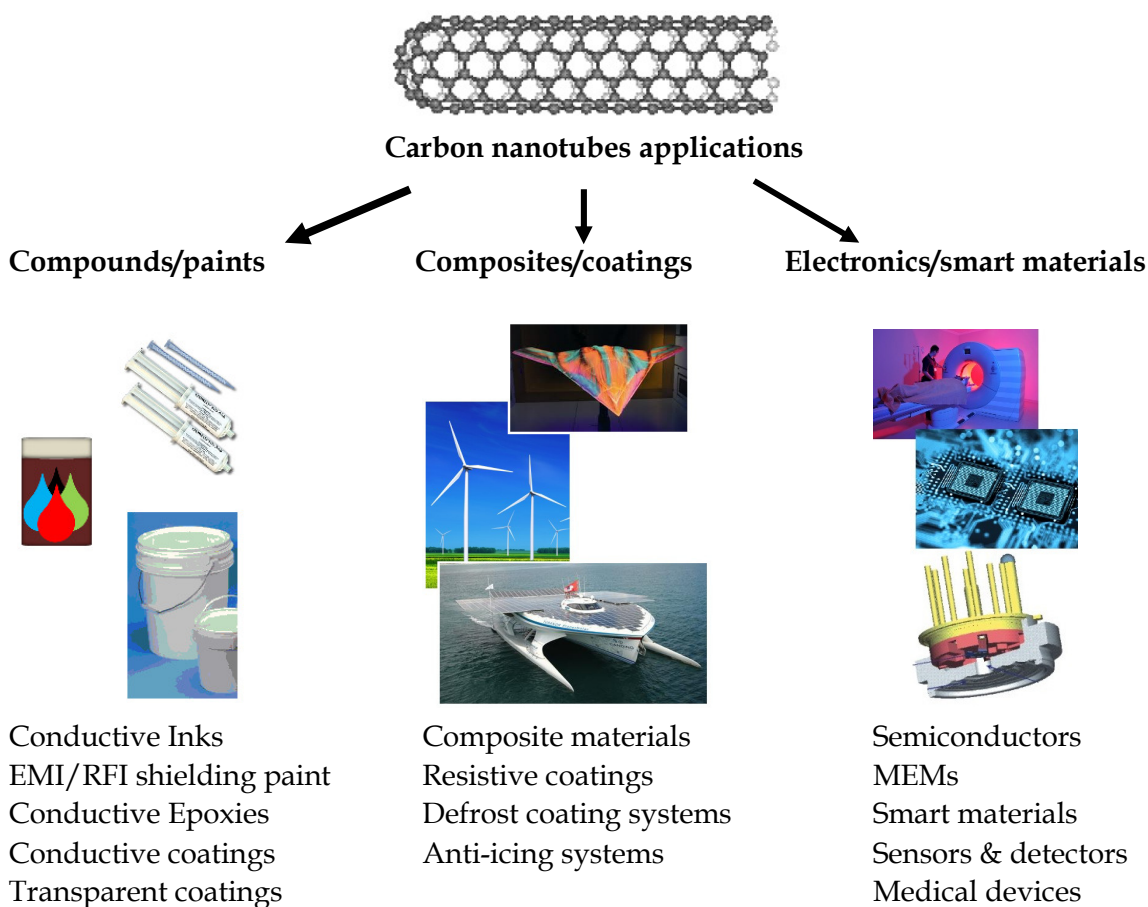 Carbon nanotubes applications
Compounds/paints
Composites/coatings
Electronics/smart materials
Conductive Inks
EMI/RFI shielding paint
Conductive Epoxies
Conductive coatings
Transparent coatings
Composite materials
Resistive coatings
Defrost coating systems
Anti-icing systems
Semiconductors
MEMs
Smart materials
Sensors & detectors
Medical devices